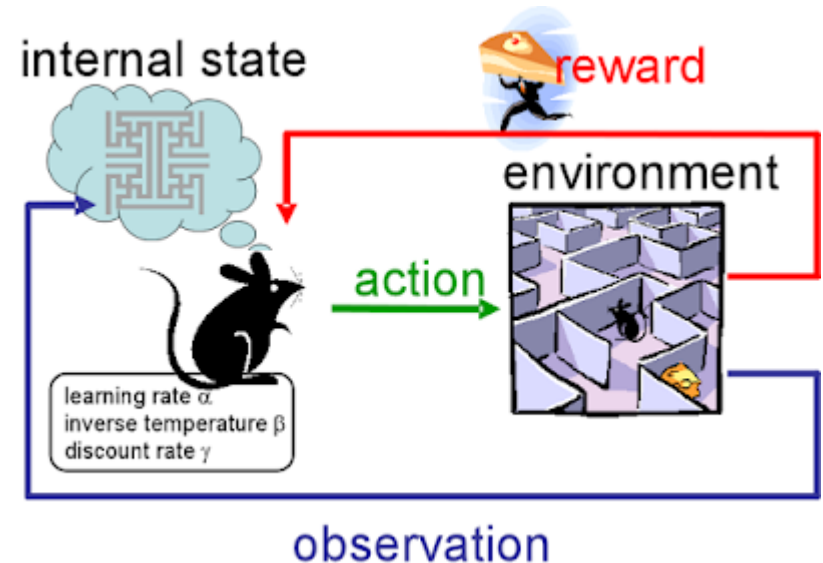 internal state
reward
environment
action
learning rate α
inverse temperature β
discount rate γ
observation